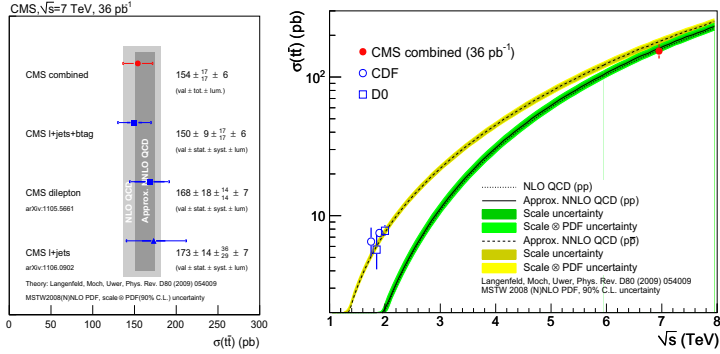 CMS,√s=7 TeV, 36 pb⁻¹
CMS combined
154 ± 17 17 ± 6
(val ± tot. ± lum.)
CMS l+jets+btag
150 ± 9 ± 17 17 ± 6
(val ± stat. ± syst. ± lum)
CMS dilepton
arXiv:1105.5661
168 ± 18 ± 14 14 ± 7
(val ± stat. ± syst. ± lum)
CMS l+jets
arXiv:1106.0902
173 ± 14 ± 36 29 ± 7
(val ± stat. ± syst. ± lum)
NLO QCD
Approx. NNLO QCD
Theory: Langenfeld, Moch, Uwer, Phys. Rev. D80 (2009) 054009
MSTW2008(N)NLO PDF, scale ⊗ PDF(90% C.L.) uncertainty
0 50 100 150 200 250 300
σ(tt̄) (pb)
σ(tt̄) (pb)
10²
10
CMS combined (36 pb⁻¹)
CDF
D0
NLO QCD (pp)
Approx. NNLO QCD (pp)
Scale uncertainty
Scale ⊗ PDF uncertainty
Approx. NNLO QCD (pp̄)
Scale uncertainty
Scale ⊗ PDF uncertainty
Langenfeld, Moch, Uwer, Phys. Rev. D80 (2009) 054009
MSTW 2008 (N)NLO PDF, 90% C.L. uncertainty
1 2 3 4 5 6 7 8
√s (TeV)